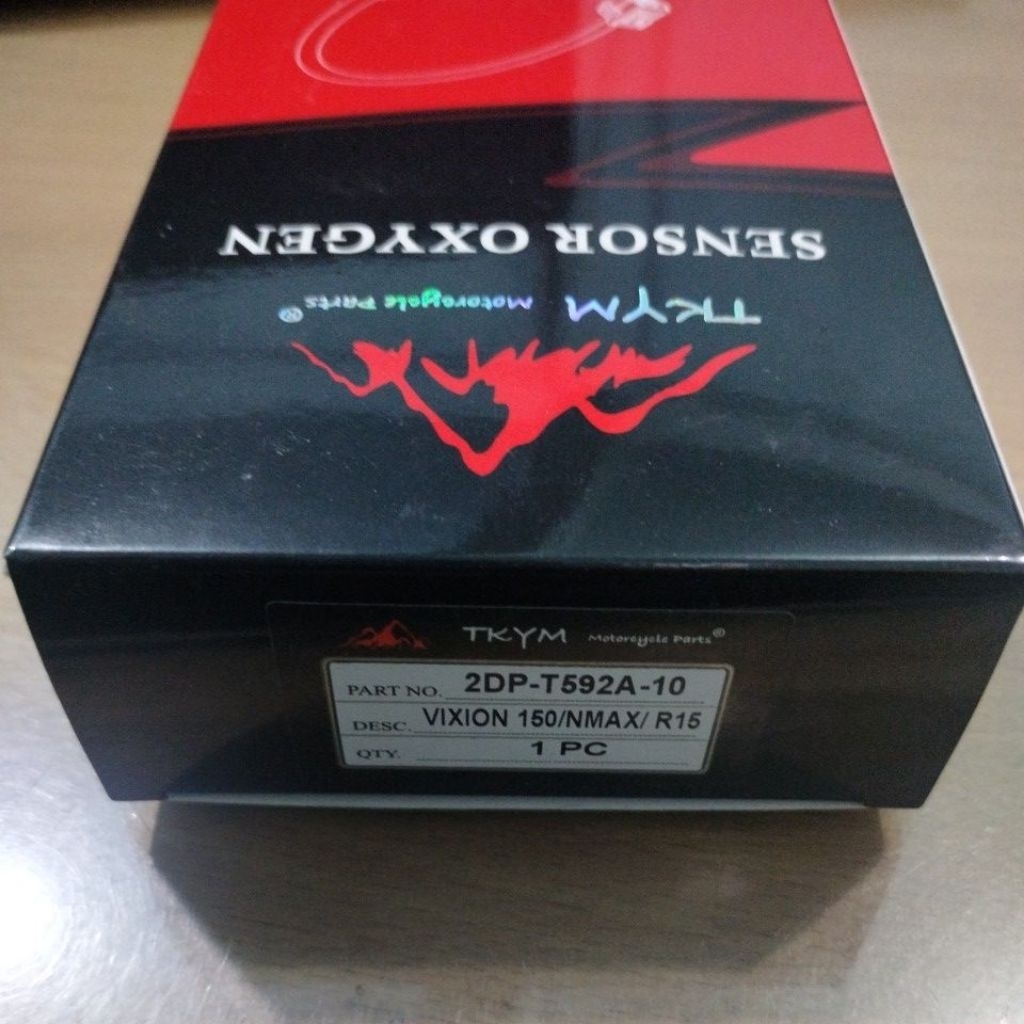 SENSOR OXYGEN
TKYM Motorcycle Parts®
TKYM Motorcycle Parts®
PART NO. 2DP-T592A-10
DESC. VIXION 150/NMAX/ R15
QTY. 1 PC